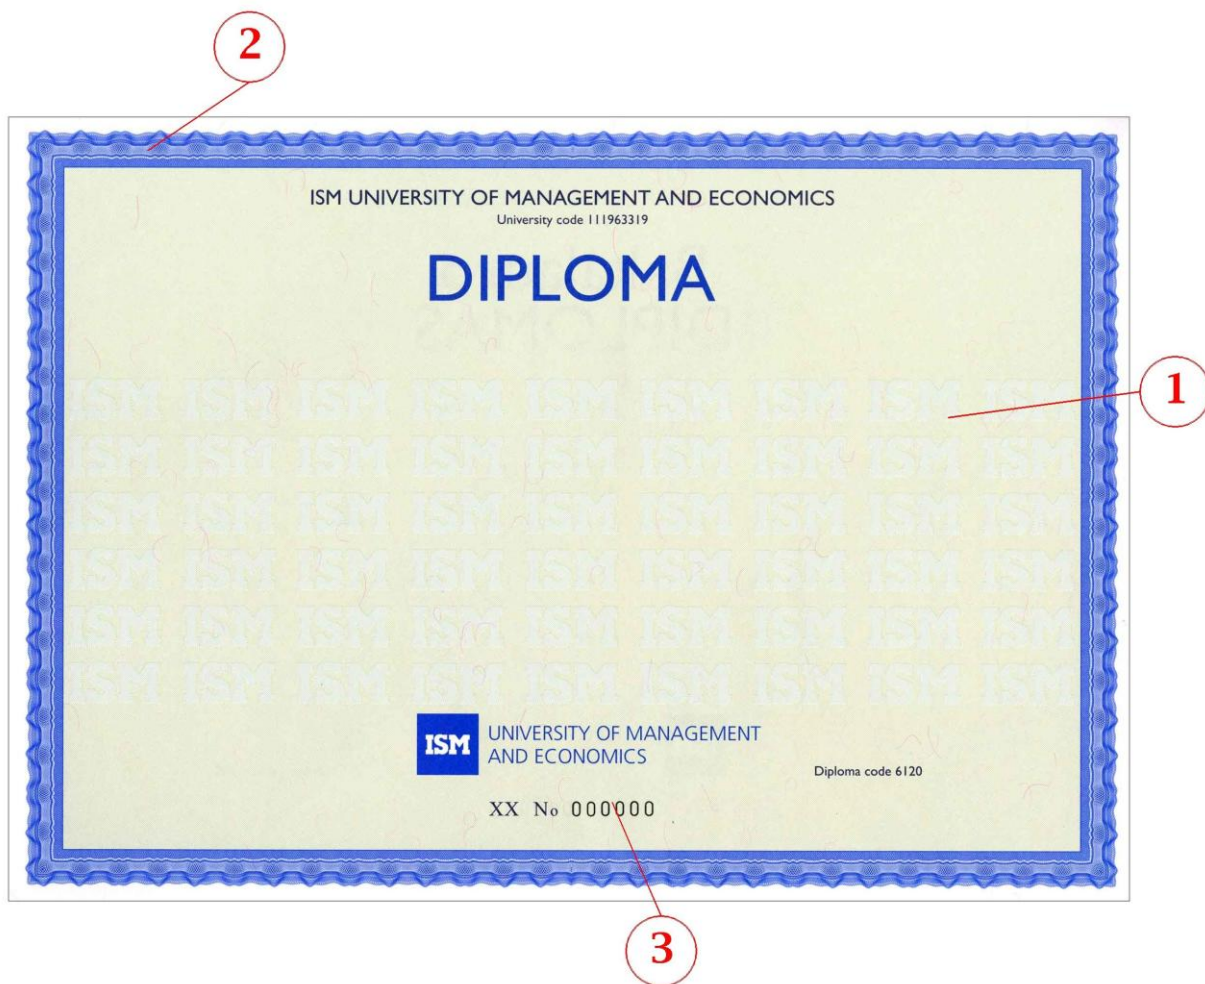 2
ISM UNIVERSITY OF MANAGEMENT AND ECONOMICS
University code 111963319
DIPLOMA
1
ISM ISM ISM ISM ISM ISM ISM ISM ISM
ISM ISM ISM ISM ISM ISM ISM ISM ISM
ISM ISM ISM ISM ISM ISM ISM ISM ISM
ISM ISM ISM ISM ISM ISM ISM ISM ISM
ISM ISM ISM ISM ISM ISM ISM ISM ISM
ISM ISM ISM ISM ISM ISM ISM ISM ISM
ISM UNIVERSITY OF MANAGEMENT
AND ECONOMICS
Diploma code 6120
XX No 000000
3